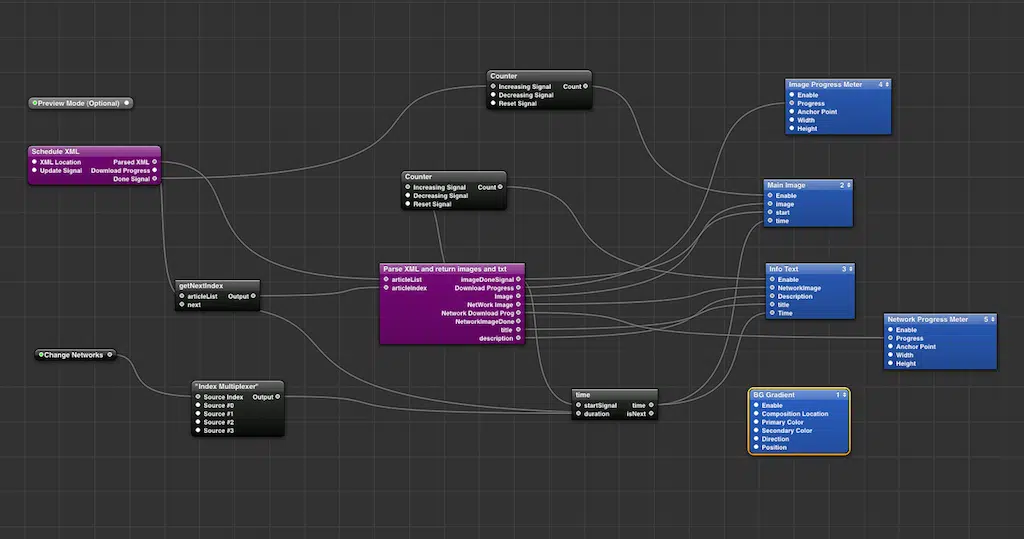 Preview Mode (Optional)
Schedule XML
XML Location Parsed XML
Update Signal Download Progress
Done Signal
Counter
Increasing Signal Count
Decreasing Signal
Reset Signal
Image Progress Meter 4
Enable
Progress
Anchor Point
Width
Height
Counter
Increasing Signal Count
Decreasing Signal
Reset Signal
Main Image 2
Enable
image
start
time
getNextIndex
articleList Output
next
Parse XML and return images and txt
articleList imageDoneSignal
articleIndex Download Progress
Image
NetWork Image
Network Download Prog
NetworkImageDone
title
description
Info Text 3
Enable
NetworkImage
Description
title
Time
Network Progress Meter 5
Enable
Progress
Anchor Point
Width
Height
Change Networks
"Index Multiplexer"
Source Index Output
Source #0
Source #1
Source #2
Source #3
time
startSignal time
duration isNext
BG Gradient 1
Enable
Composition Location
Primary Color
Secondary Color
Direction
Position